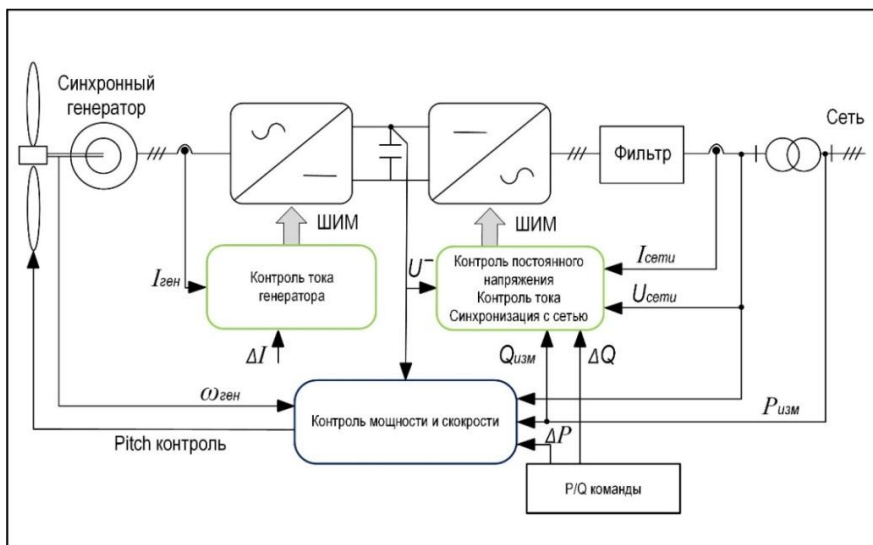 Синхронный
генератор
Сеть
Фильтр
ШИМ
ШИМ
Iген
Контроль тока
генератора
U–
Контроль постоянного
напряжения
Контроль тока
Синхронизация с сетью
Iсети
Uсети
ΔI
Qизм
ΔQ
ωген
Контроль мощности и скокрости
Pизм
Pitch контроль
ΔP
P/Q команды